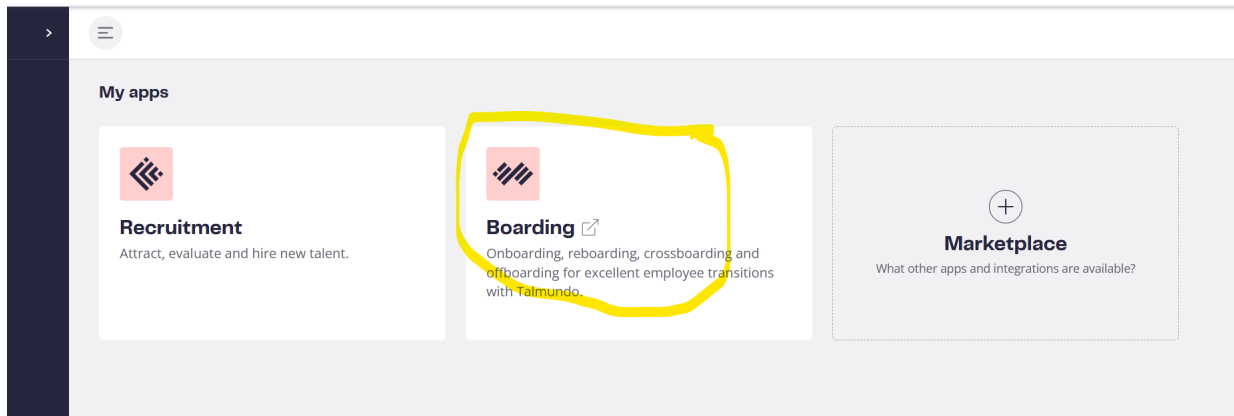 My apps
Recruitment
Attract, evaluate and hire new talent.
Boarding
Onboarding, reboarding, crossboarding and
offboarding for excellent employee transitions
with Talmundo.
Marketplace
What other apps and integrations are available?